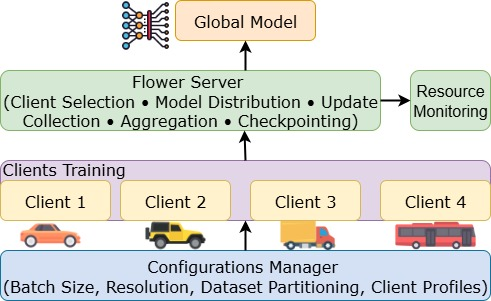 Global Model
Flower Server
(Client Selection • Model Distribution • Update
Collection • Aggregation • Checkpointing)
Resource
Monitoring
Clients Training
Client 1
Client 2
Client 3
Client 4
Configurations Manager
(Batch Size, Resolution, Dataset Partitioning, Client Profiles)